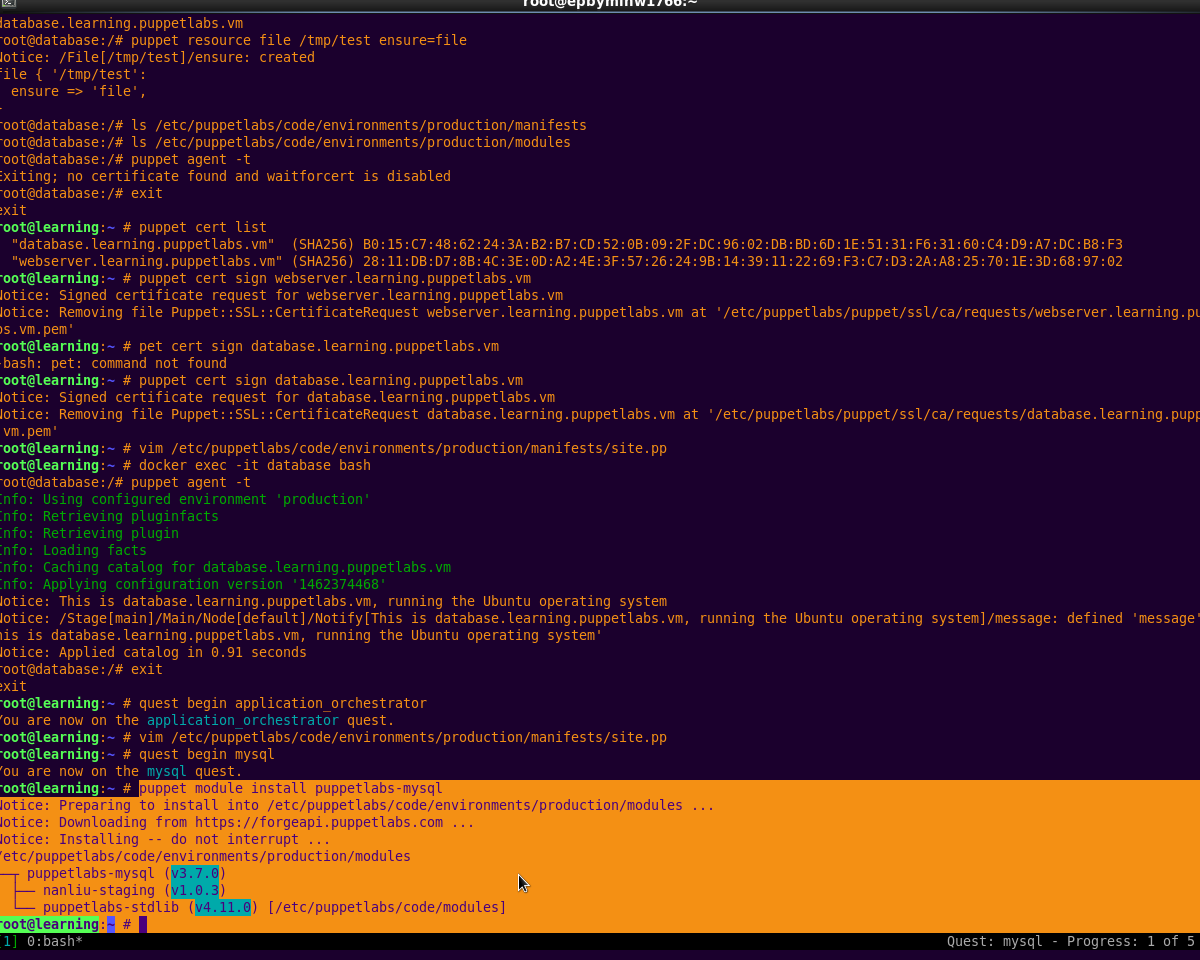 root@epbyminw1766:~
database.learning.puppetlabs.vm
root@database:/# puppet resource file /tmp/test ensure=file
Notice: /File[/tmp/test]/ensure: created
file { '/tmp/test':
  ensure => 'file',
}
root@database:/# ls /etc/puppetlabs/code/environments/production/manifests
root@database:/# ls /etc/puppetlabs/code/environments/production/modules
root@database:/# puppet agent -t
Exiting; no certificate found and waitforcert is disabled
root@database:/# exit
exit
root@learning:~ # puppet cert list
  "database.learning.puppetlabs.vm"  (SHA256) B0:15:C7:48:62:24:3A:B2:B7:CD:52:0B:09:2F:DC:96:02:DB:BD:6D:1E:51:31:F6:31:60:C4:D9:A7:DC:B8:F3
  "webserver.learning.puppetlabs.vm" (SHA256) 28:11:DB:D7:8B:4C:3E:0D:A2:4E:3F:57:26:24:9B:14:39:11:22:69:F3:C7:D3:2A:A8:25:70:1E:3D:68:97:02
root@learning:~ # puppet cert sign webserver.learning.puppetlabs.vm
Notice: Signed certificate request for webserver.learning.puppetlabs.vm
Notice: Removing file Puppet::SSL::CertificateRequest webserver.learning.puppetlabs.vm at '/etc/puppetlabs/puppet/ssl/ca/requests/webserver.learning.pu
bs.vm.pem'
root@learning:~ # pet cert sign database.learning.puppetlabs.vm
-bash: pet: command not found
root@learning:~ # puppet cert sign database.learning.puppetlabs.vm
Notice: Signed certificate request for database.learning.puppetlabs.vm
Notice: Removing file Puppet::SSL::CertificateRequest database.learning.puppetlabs.vm at '/etc/puppetlabs/puppet/ssl/ca/requests/database.learning.pupp
.vm.pem'
root@learning:~ # vim /etc/puppetlabs/code/environments/production/manifests/site.pp
root@learning:~ # docker exec -it database bash
root@database:/# puppet agent -t
Info: Using configured environment 'production'
Info: Retrieving pluginfacts
Info: Retrieving plugin
Info: Loading facts
Info: Caching catalog for database.learning.puppetlabs.vm
Info: Applying configuration version '1462374468'
Notice: This is database.learning.puppetlabs.vm, running the Ubuntu operating system
Notice: /Stage[main]/Main/Node[default]/Notify[This is database.learning.puppetlabs.vm, running the Ubuntu operating system]/message: defined 'message'
his is database.learning.puppetlabs.vm, running the Ubuntu operating system'
Notice: Applied catalog in 0.91 seconds
root@database:/# exit
exit
root@learning:~ # quest begin application_orchestrator
You are now on the application_orchestrator quest.
root@learning:~ # vim /etc/puppetlabs/code/environments/production/manifests/site.pp
root@learning:~ # quest begin mysql
You are now on the mysql quest.
root@learning:~ # puppet module install puppetlabs-mysql
Notice: Preparing to install into /etc/puppetlabs/code/environments/production/modules ...
Notice: Downloading from https://forgeapi.puppetlabs.com ...
Notice: Installing -- do not interrupt ...
/etc/puppetlabs/code/environments/production/modules
└─┬ puppetlabs-mysql (v3.7.0)
  ├── nanliu-staging (v1.0.3)
  └── puppetlabs-stdlib (v4.11.0) [/etc/puppetlabs/code/modules]
root@learning:~ #
[1] 0:bash* Quest: mysql - Progress: 1 of 5